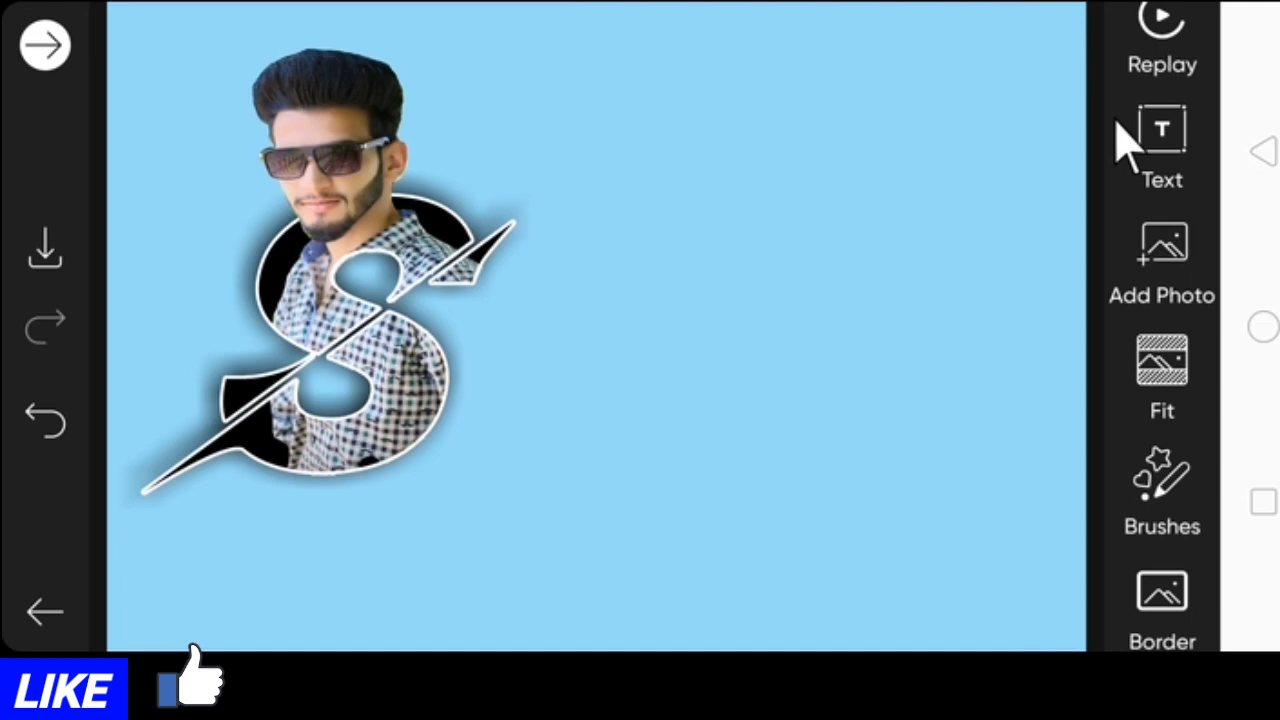 Replay
T
Text
Add Photo
Fit
Brushes
Border
S
LIKE